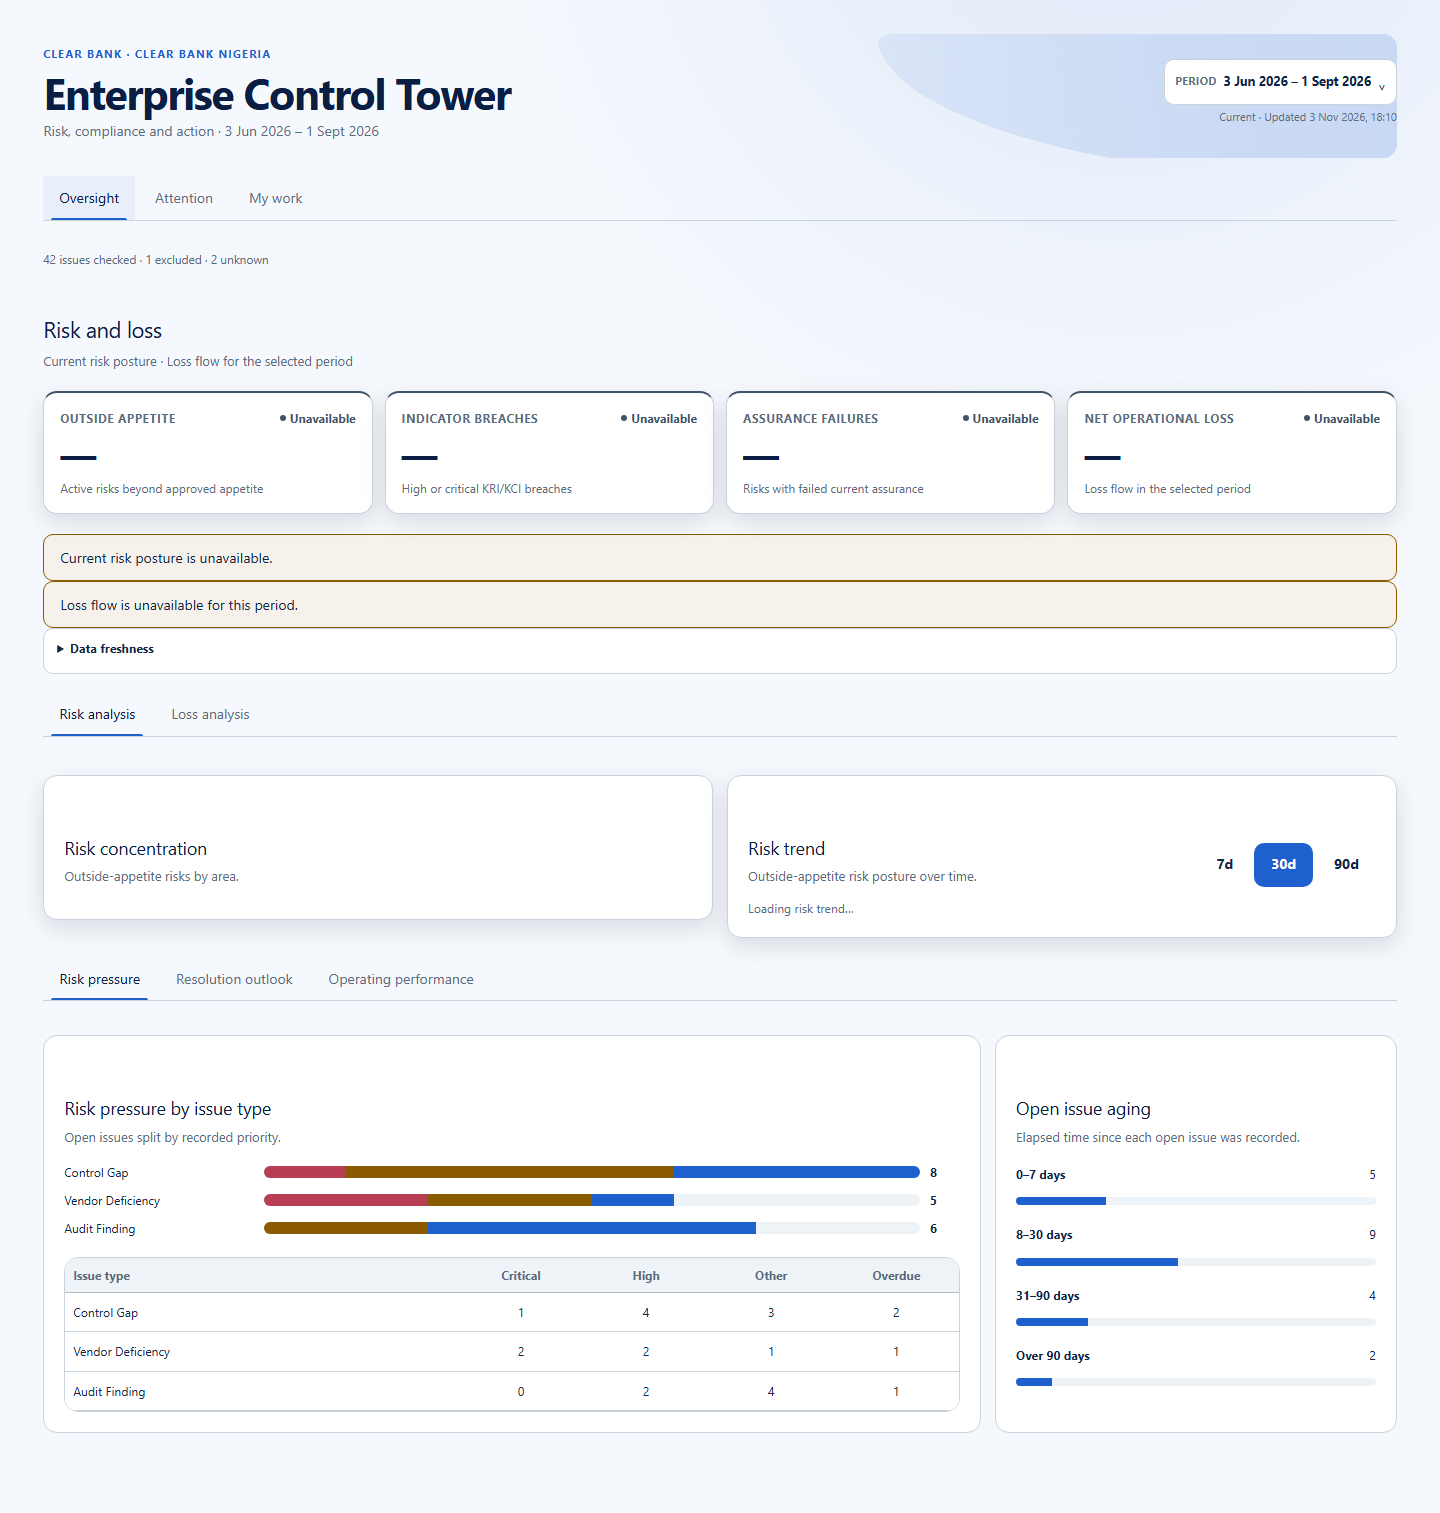 CLEAR BANK · CLEAR BANK NIGERIA
Enterprise Control Tower
Risk, compliance and action · 3 Jun 2026 – 1 Sept 2026
PERIOD 3 Jun 2026 – 1 Sept 2026 v
Current · Updated 3 Nov 2026, 18:10
Oversight Attention My work
42 issues checked · 1 excluded · 2 unknown
Risk and loss
Current risk posture · Loss flow for the selected period
OUTSIDE APPETITE • Unavailable
—
Active risks beyond approved appetite
INDICATOR BREACHES • Unavailable
—
High or critical KRI/KCI breaches
ASSURANCE FAILURES • Unavailable
—
Risks with failed current assurance
NET OPERATIONAL LOSS • Unavailable
—
Loss flow in the selected period
Current risk posture is unavailable.
Loss flow is unavailable for this period.
▶ Data freshness
Risk analysis Loss analysis
Risk concentration
Outside-appetite risks by area.
Risk trend
Outside-appetite risk posture over time.
7d 30d 90d
Loading risk trend...
Risk pressure Resolution outlook Operating performance
Risk pressure by issue type
Open issues split by recorded priority.
Control Gap 8
Vendor Deficiency 5
Audit Finding 6
Issue type Critical High Other Overdue
Control Gap 1 4 3 2
Vendor Deficiency 2 2 1 1
Audit Finding 0 2 4 1
Open issue aging
Elapsed time since each open issue was recorded.
0–7 days 5
8–30 days 9
31–90 days 4
Over 90 days 2